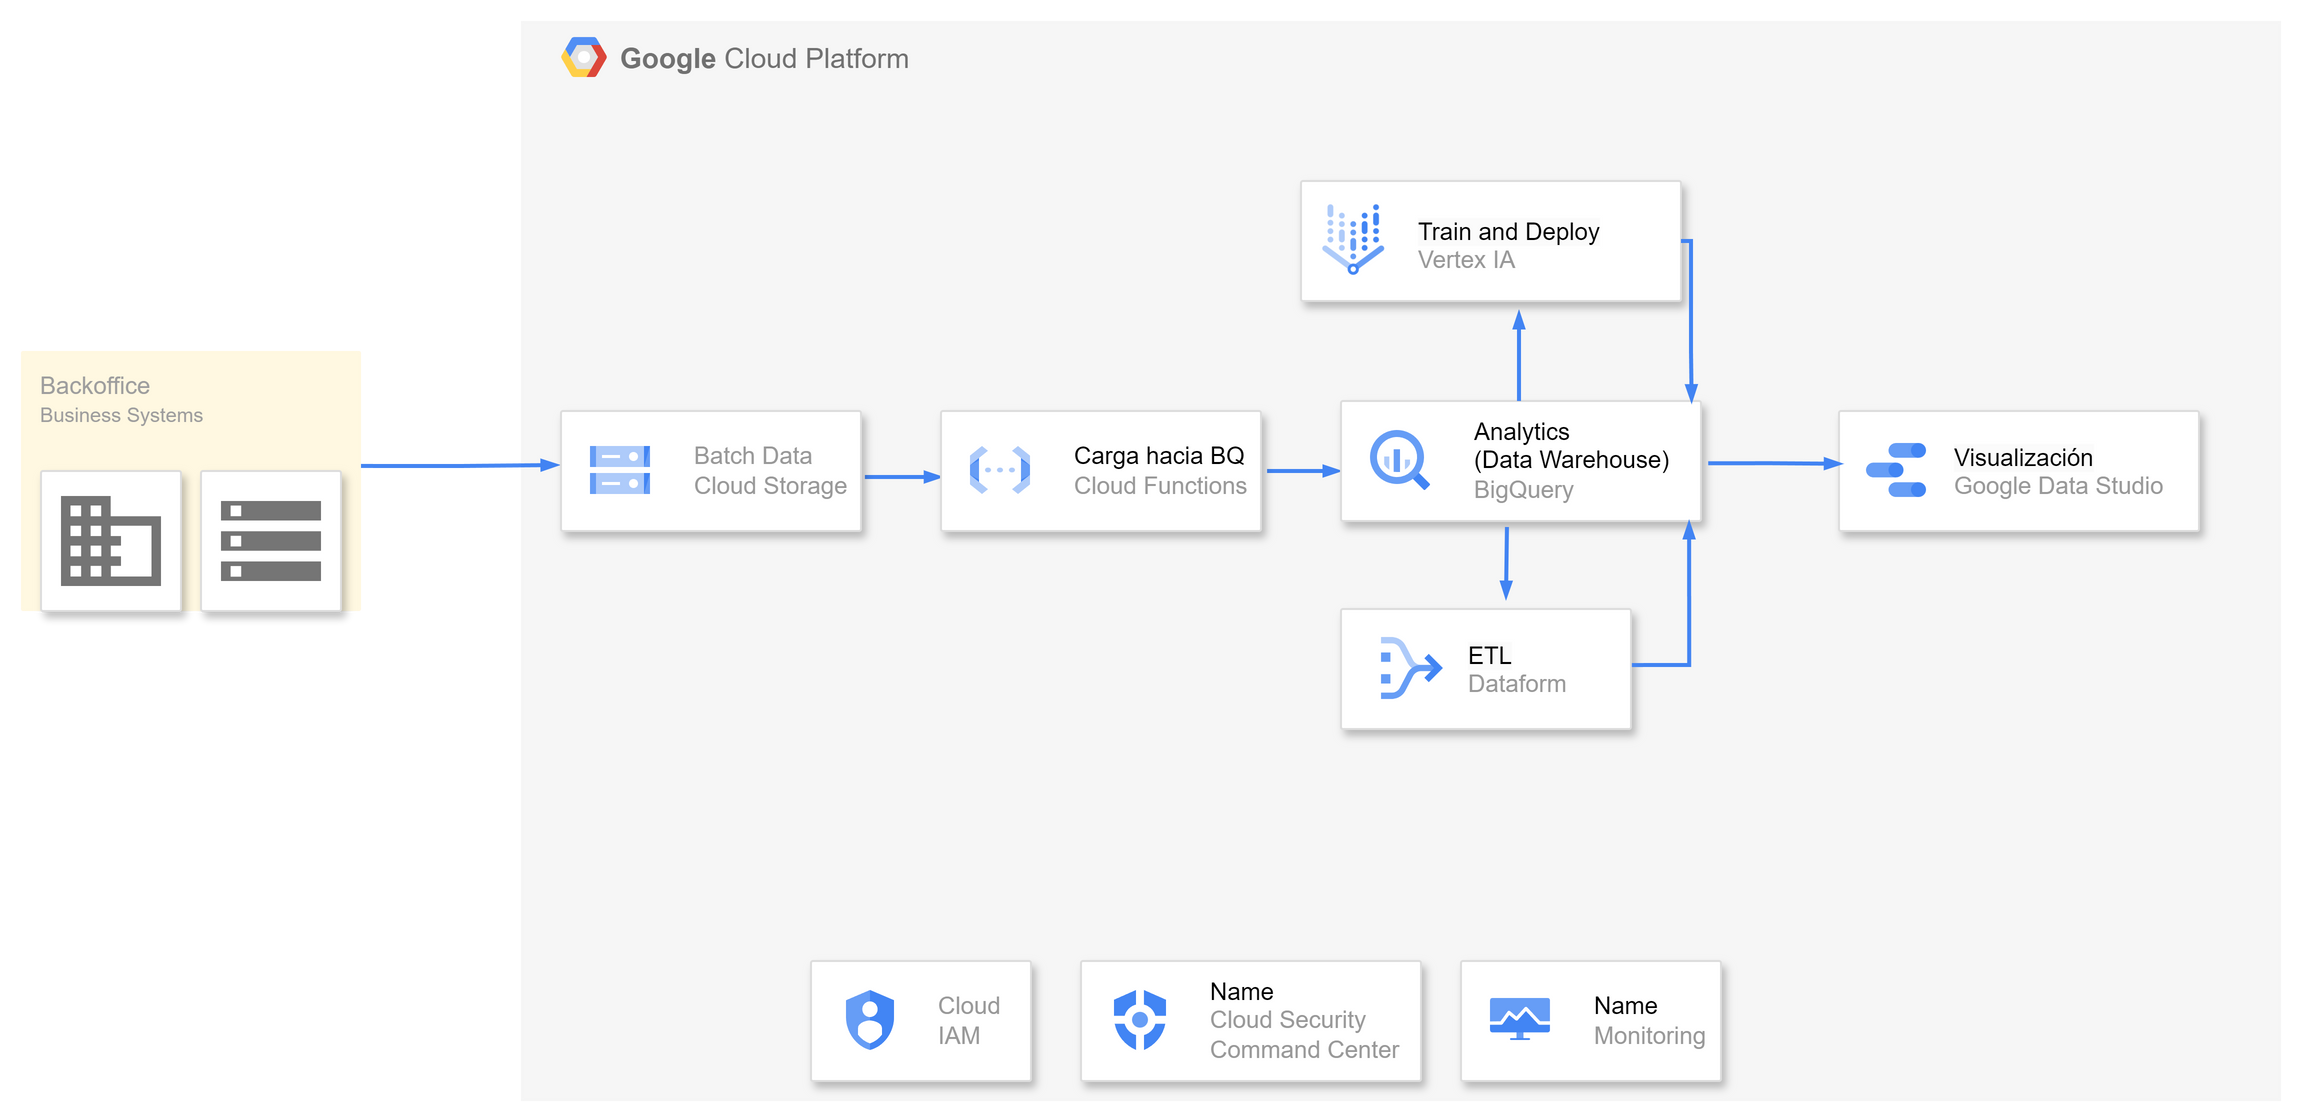 Google Cloud Platform
Train and Deploy
Vertex IA
Backoffice
Business Systems
Batch Data
Cloud Storage
Carga hacia BQ
Cloud Functions
Analytics
(Data Warehouse)
BigQuery
Visualización
Google Data Studio
ETL
Dataform
Cloud
IAM
Name
Cloud Security
Command Center
Name
Monitoring